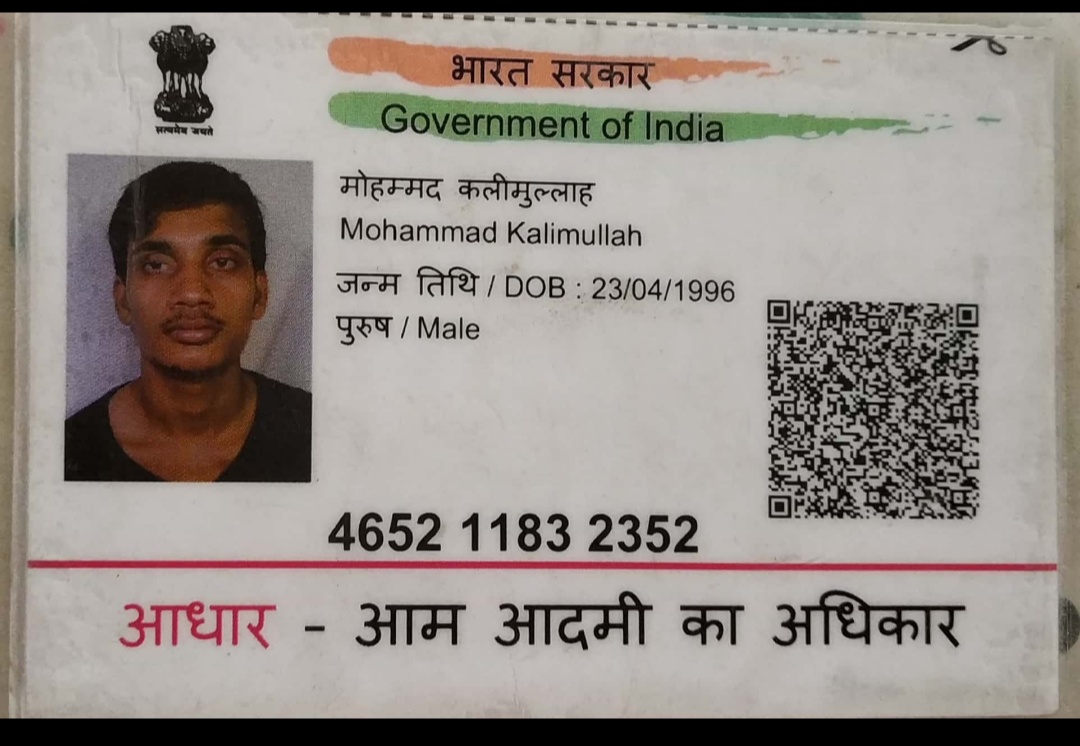 भारत सरकार
Government of India
सत्यमेव जयते
मोहम्मद कलीमुल्लाह
Mohammad Kalimullah
जन्म तिथि / DOB : 23/04/1996
पुरुष / Male
4652 1183 2352
आधार - आम आदमी का अधिकार